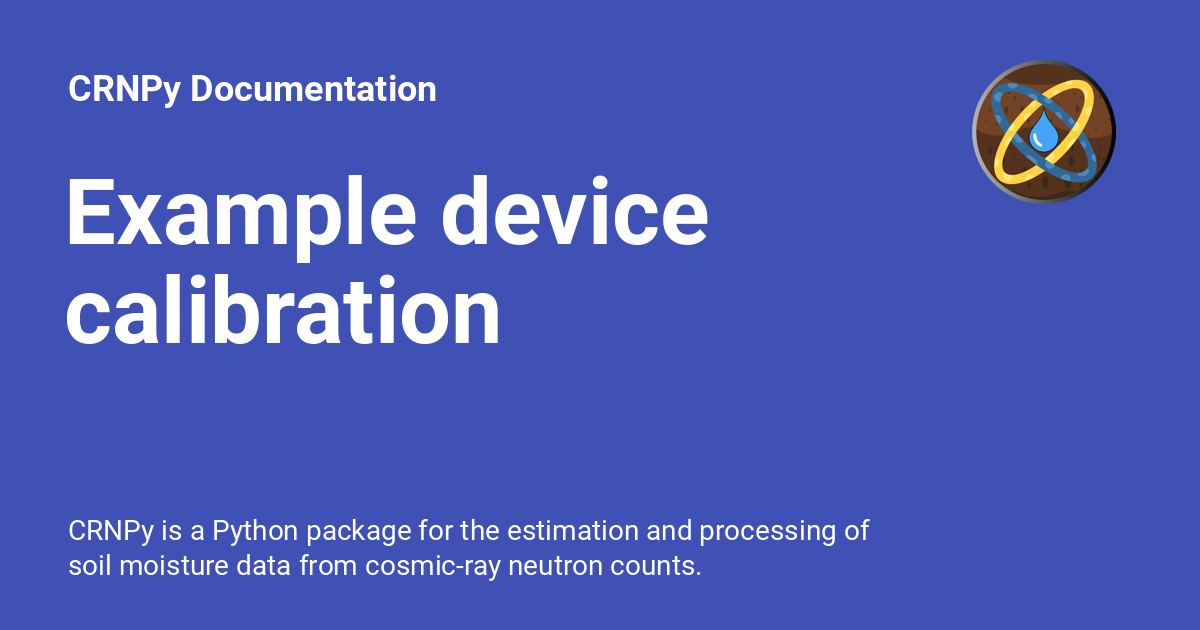 CRNPy Documentation
Example device
calibration
CRNPy is a Python package for the estimation and processing of
soil moisture data from cosmic-ray neutron counts.